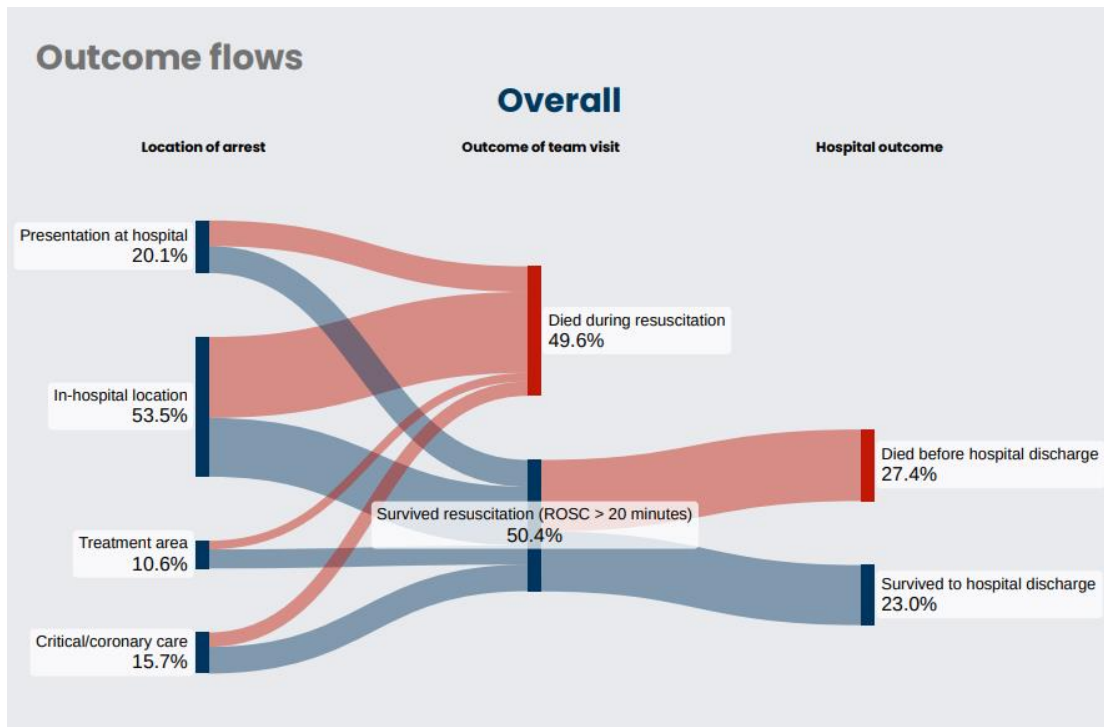 Outcome flows
Overall
Location of arrest
Outcome of team visit
Hospital outcome
Presentation at hospital
20.1%
In-hospital location
53.5%
Treatment area
10.6%
Critical/coronary care
15.7%
Died during resuscitation
49.6%
Survived resuscitation (ROSC > 20 minutes)
50.4%
Died before hospital discharge
27.4%
Survived to hospital discharge
23.0%